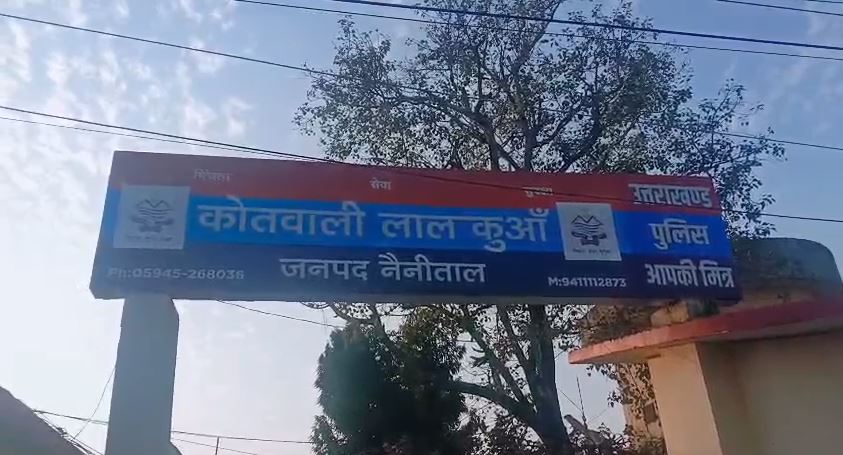 मित्रता सेवा सुरक्षा
कोतवाली लाल कुआँ
जनपद नैनीताल
Ph:05945-268036
M:9411112873
उत्तराखण्ड
पुलिस
आपकी मित्र